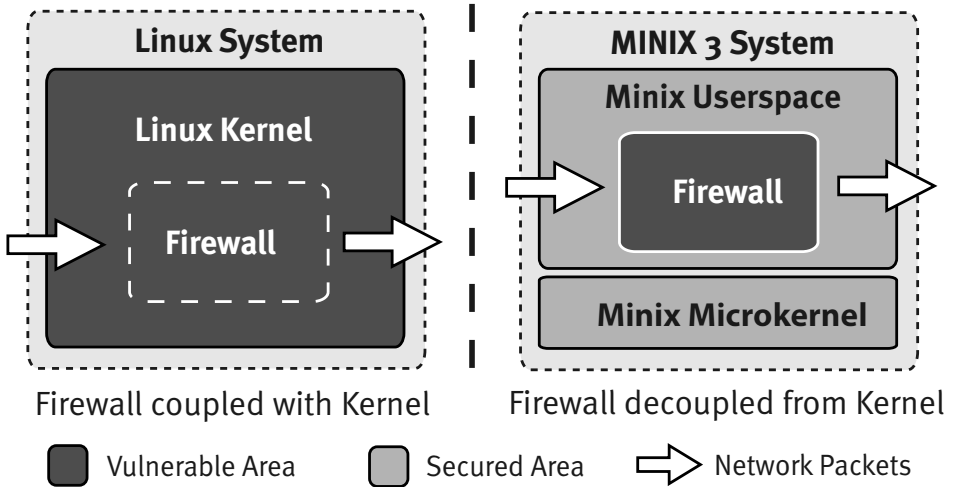 Linux System
Linux Kernel
Firewall
Firewall coupled with Kernel
MINIX 3 System
Minix Userspace
Firewall
Minix Microkernel
Firewall decoupled from Kernel
Vulnerable Area
Secured Area
Network Packets